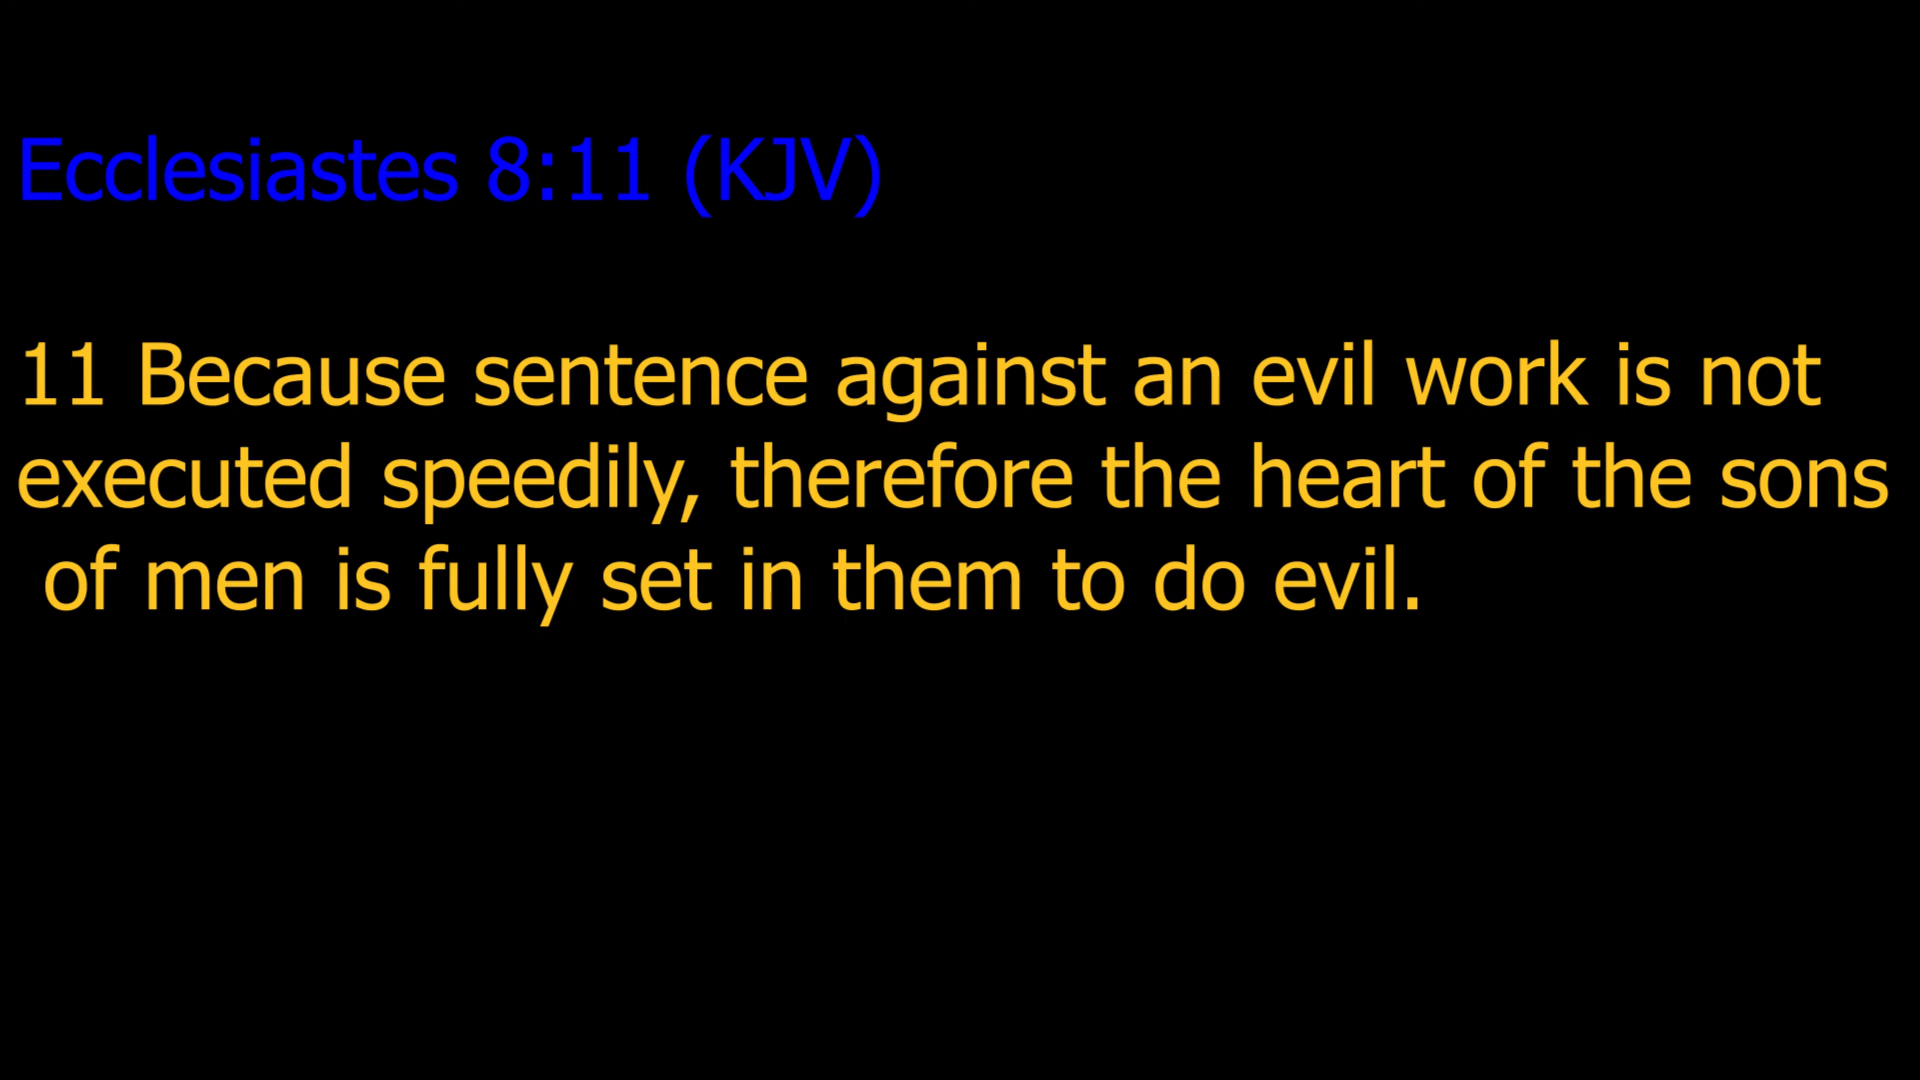 Ecclesiastes 8:11 (KJV)
11 Because sentence against an evil work is not
executed speedily, therefore the heart of the sons
of men is fully set in them to do evil.